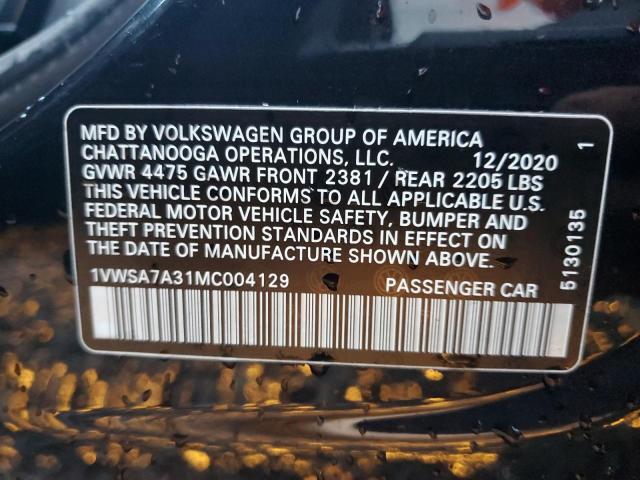 MFD BY VOLKSWAGEN GROUP OF AMERICA
CHATTANOOGA OPERATIONS, LLC. 12/2020
GVWR 4475 GAWR FRONT 2381 / REAR 2205 LBS
THIS VEHICLE CONFORMS TO ALL APPLICABLE U.S.
FEDERAL MOTOR VEHICLE SAFETY, BUMPER AND
THEFT PREVENTION STANDARDS IN EFFECT ON
THE DATE OF MANUFACTURE SHOWN ABOVE.
1VWSA7A31MC004129 PASSENGER CAR
5130135 1